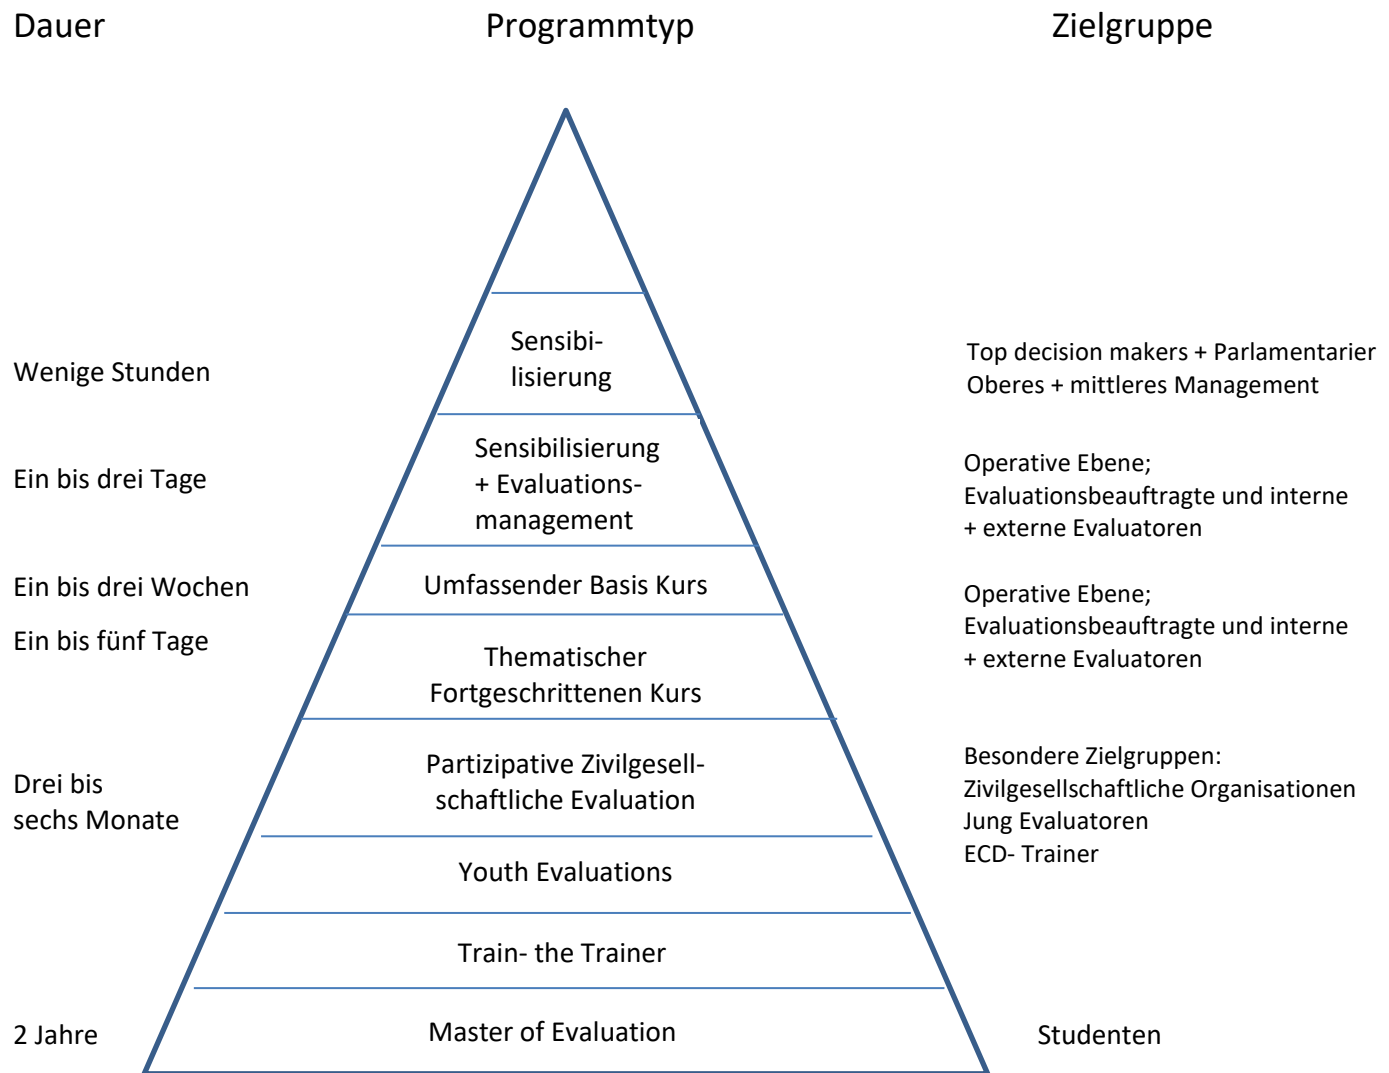 Dauer
Programmtyp
Zielgruppe
Wenige Stunden
Sensibi-
lisierung
Top decision makers + Parlamentarier
Oberes + mittleres Management
Ein bis drei Tage
Sensibilisierung
+ Evaluations-
management
Operative Ebene;
Evaluationsbeauftragte und interne
+ externe Evaluatoren
Ein bis drei Wochen
Umfassender Basis Kurs
Ein bis fünf Tage
Thematischer
Fortgeschrittenen Kurs
Operative Ebene;
Evaluationsbeauftragte und interne
+ externe Evaluatoren
Drei bis
sechs Monate
Partizipative Zivilgesell-
schaftliche Evaluation
Besondere Zielgruppen:
Zivilgesellschaftliche Organisationen
Jung Evaluatoren
ECD- Trainer
Youth Evaluations
Train- the Trainer
2 Jahre
Master of Evaluation
Studenten